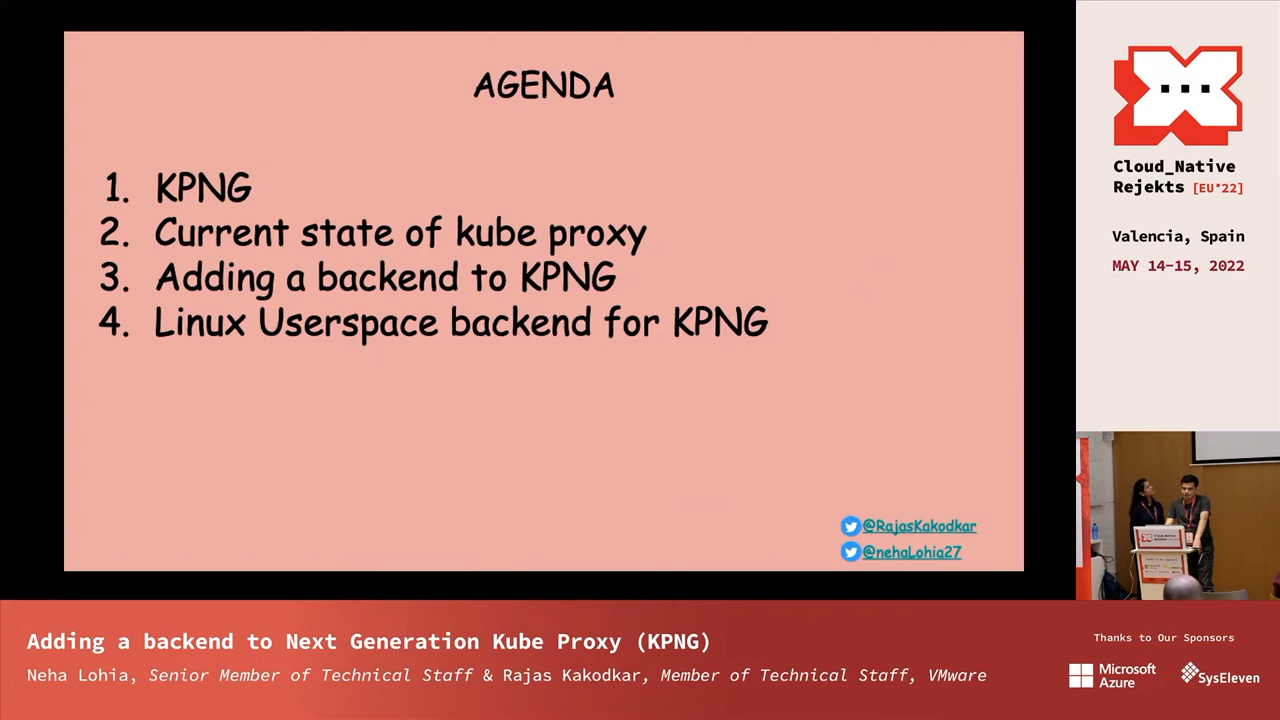 AGENDA
1. KPNG
2. Current state of kube proxy
3. Adding a backend to KPNG
4. Linux Userspace backend for KPNG
@RajasKakodkar
@nehaLohia27
Cloud_Native
Rejekts [EU*22]
Valencia, Spain
MAY 14-15, 2022
Adding a backend to Next Generation Kube Proxy (KPNG)
Neha Lohia, Senior Member of Technical Staff & Rajas Kakodkar, Member of Technical Staff, VMware
Thanks to Our Sponsors
Microsoft
Azure
SysEleven